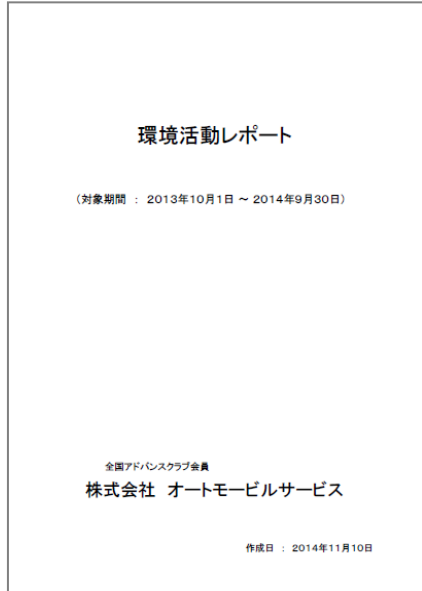 環境活動レポート
（対象期間 ： 2013年10月1日 ～ 2014年9月30日）
全国アドバンスクラブ会員
株式会社 オートモービルサービス
作成日 ： 2014年11月10日